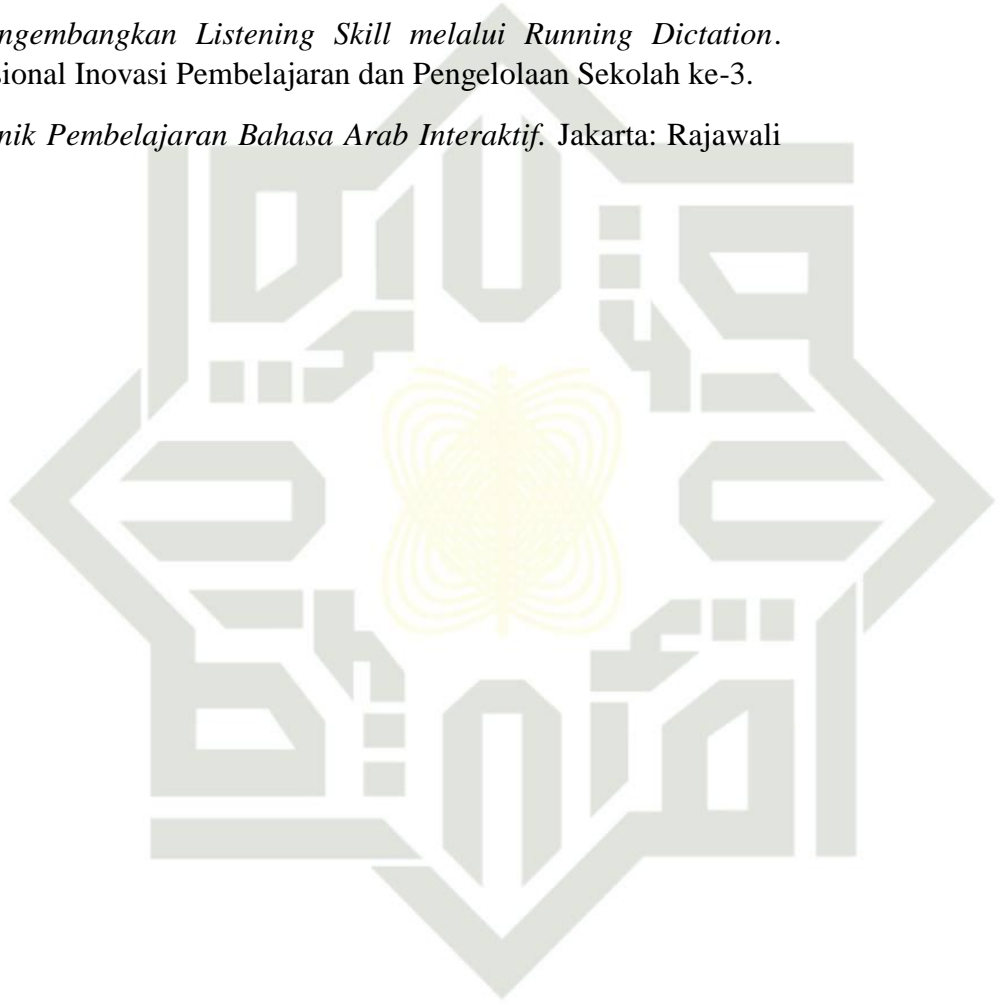 ngembangkan Listening Skill melalui Running Dictation.
sional Inovasi Pembelajaran dan Pengelolaan Sekolah ke-3.
nik Pembelajaran Bahasa Arab Interaktif. Jakarta: Rajawali